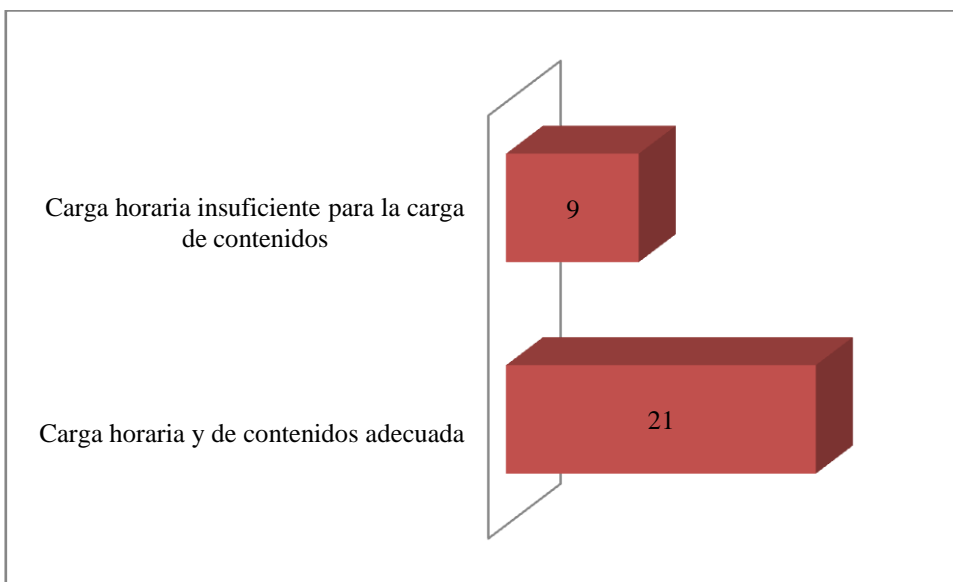 Carga horaria insuficiente para la carga
de contenidos
9
Carga horaria y de contenidos adecuada
21